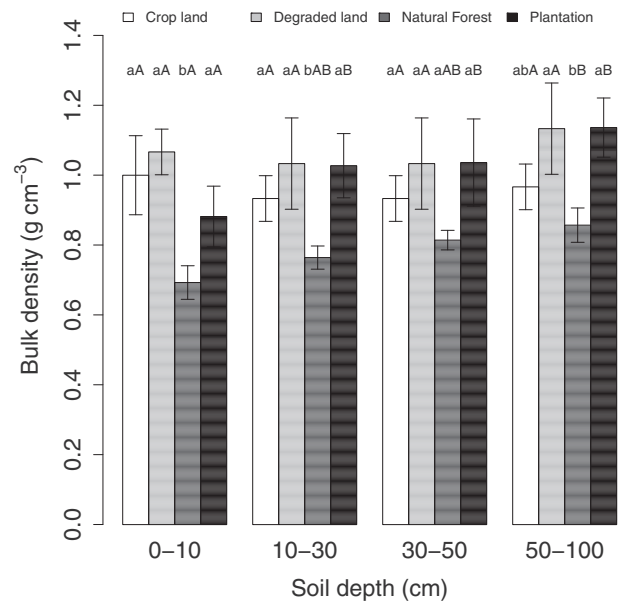 Crop land Degraded land Natural Forest Plantation
aA aA bA aA aA aA bAB aB aA aA aAB aB abA aA bB aB
1.4
1.2
1.0
0.8
0.6
0.4
0.2
0.0
Bulk density (g cm⁻³)
0–10 10–30 30–50 50–100
Soil depth (cm)